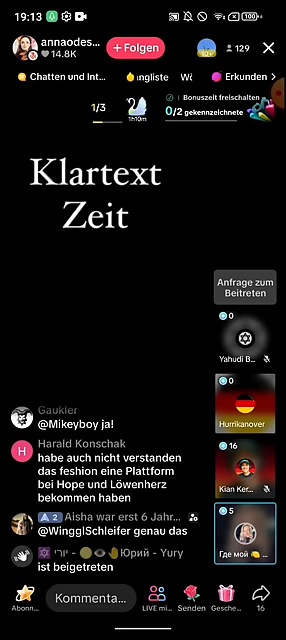 19:13
100+
annaodes...
14.8K
+ Folgen
129
Chatten und Int...
ngliste
Erkunden >
1/3
1h10m
Bonuszeit freischalten
0/2 gekennzeichnete
Klartext
Zeit
Anfrage zum
Beitreten
0
Yahudi B...
0
Hurrikanover
16
Kian Ker...
5
Где мой 🍋 ...
Gaukler
@Mikeyboy ja!
H
Harald Konschak
habe auch nicht verstanden
das feshion eine Plattform
bei Hope und Löwenherz
bekommen haben
2 Aisha war erst 6 Jahr...
@WingglSchleifer genau das
יורי - Юрий - Yury
ist beigetreten
Abonn...
Kommenta...
LIVE mi...
Senden
Gesche...
16